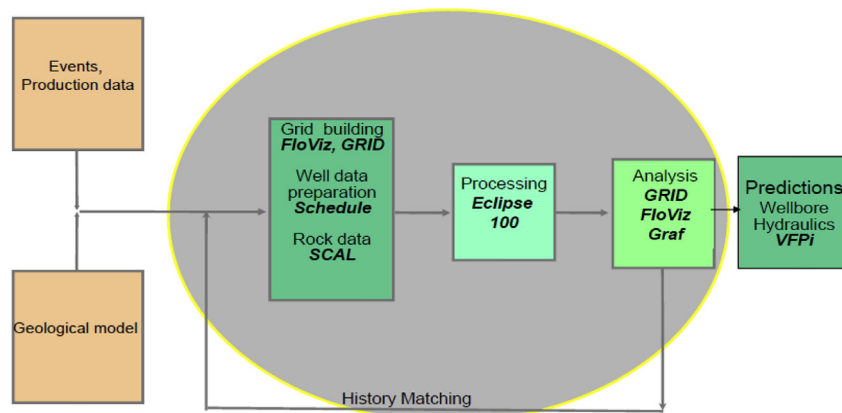 Events,
Production data
Geological model
Grid building
FloViz, GRID
Well data
preparation
Schedule
Rock data
SCAL
Processing
Eclipse
100
Analysis
GRID
FloViz
Graf
Predictions
Wellbore
Hydraulics
VFPi
History Matching